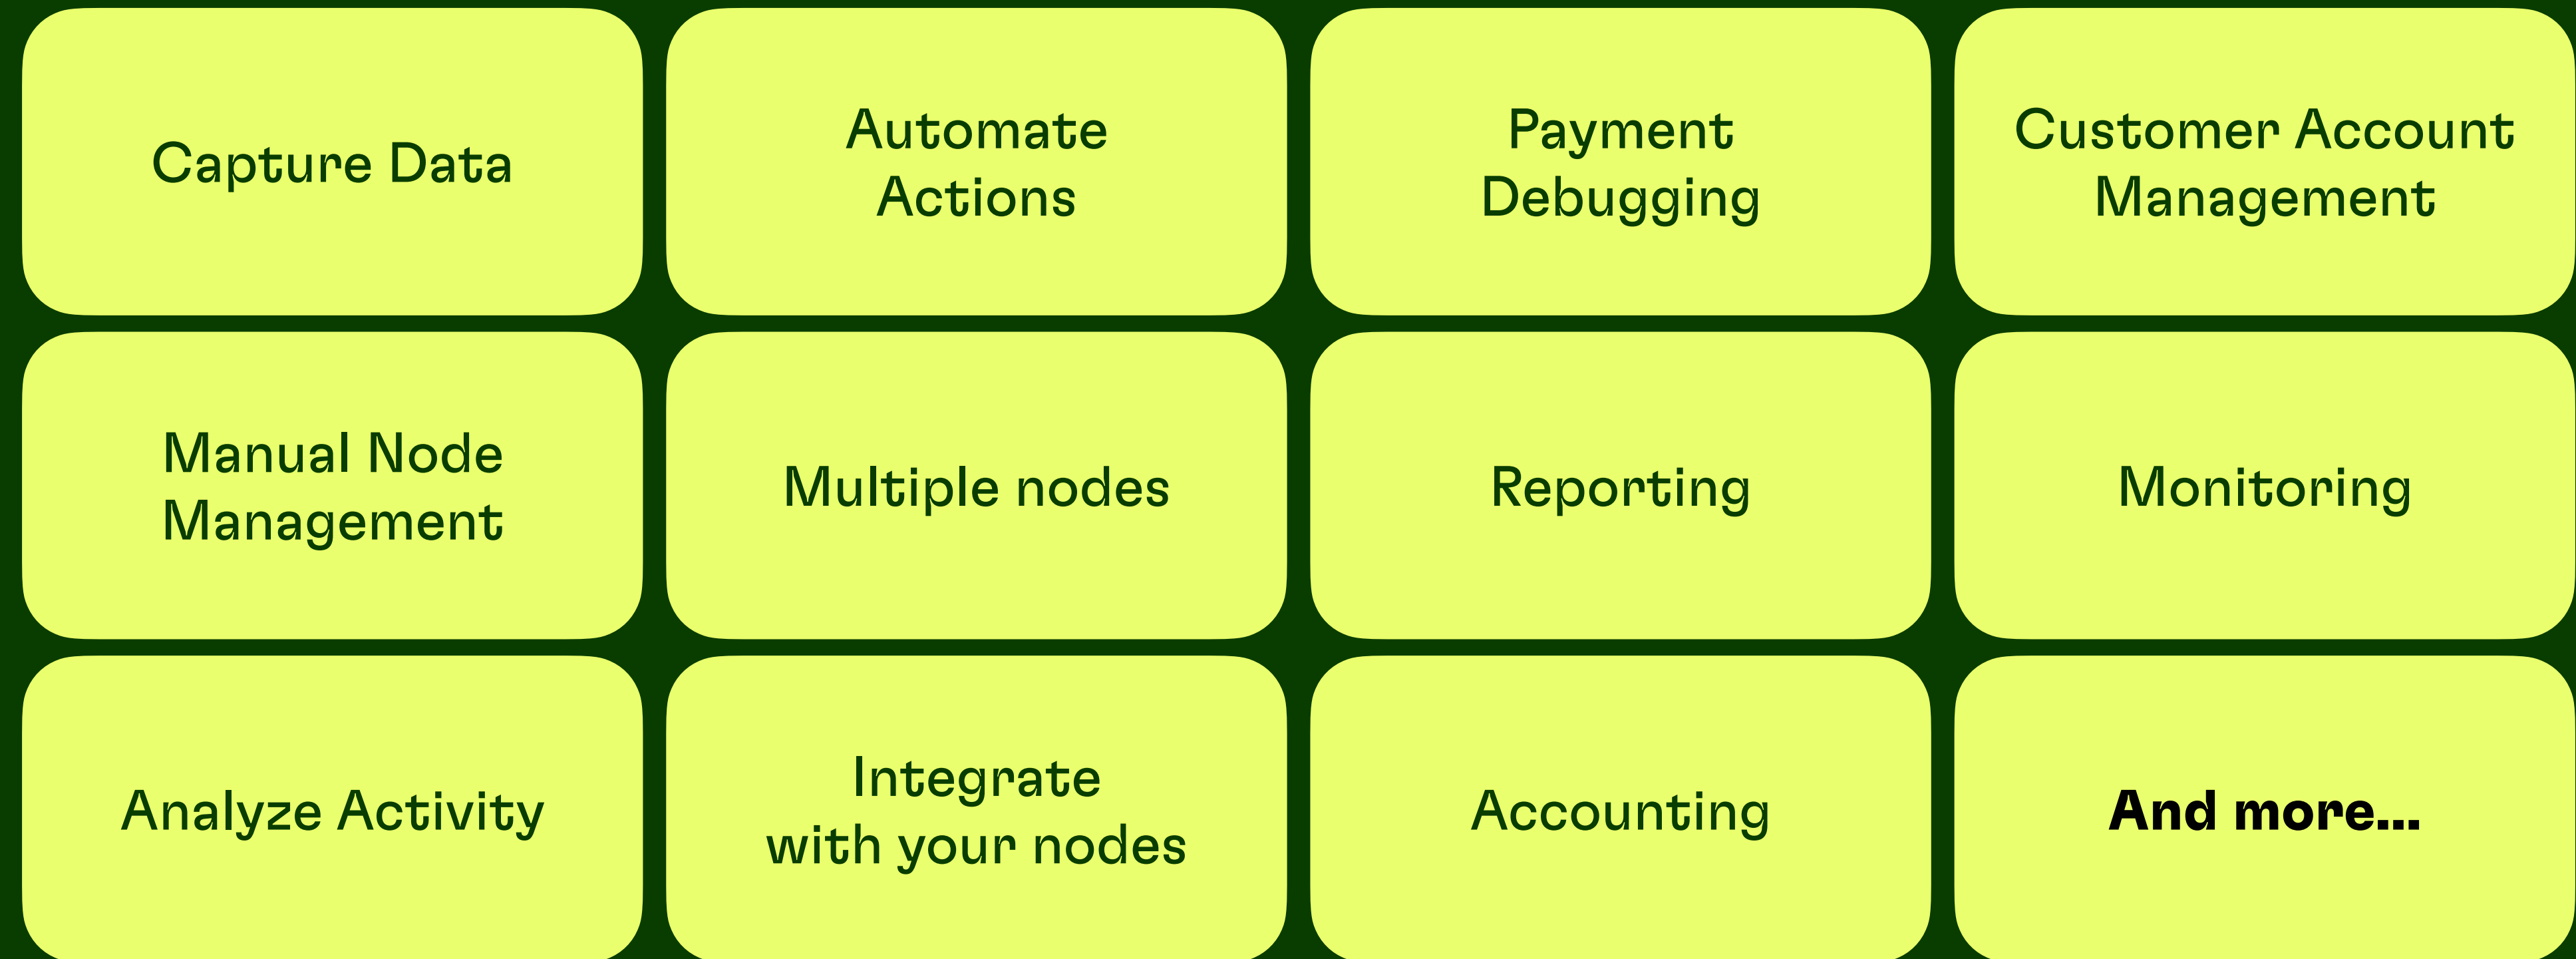 Capture Data
Automate
Actions
Payment
Debugging
Customer Account
Management
Manual Node
Management
Multiple nodes
Reporting
Monitoring
Analyze Activity
Integrate
with your nodes
Accounting
And more...